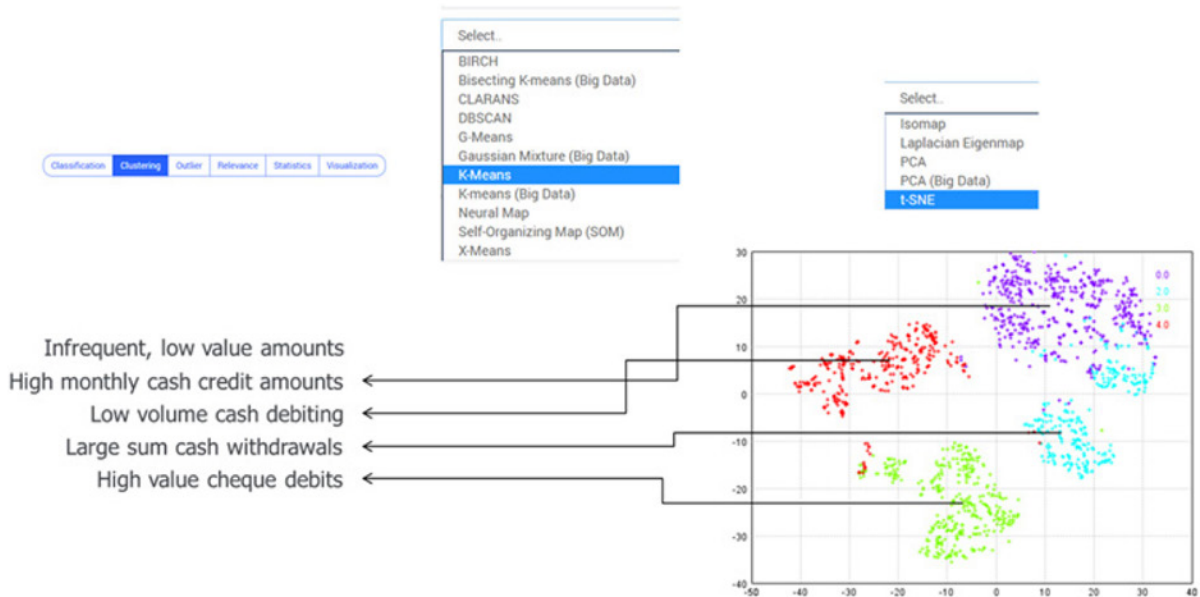 Select..
BIRCH
Bisecting K-means (Big Data)
CLARANS
DBSCAN
G-Means
Gaussian Mixture (Big Data)
K-Means
K-means (Big Data)
Neural Map
Self-Organizing Map (SOM)
X-Means
Select..
Isomap
Laplacian Eigenmap
PCA
PCA (Big Data)
t-SNE
Classification Clustering Outlier Relevance Statistics Visualization
Infrequent, low value amounts
High monthly cash credit amounts
Low volume cash debiting
Large sum cash withdrawals
High value cheque debits
30
20
10
0
-10
-20
-30
-40
-50 -40 -30 -20 -10 0 10 20 30 40
0.0
2.0
3.0
4.0